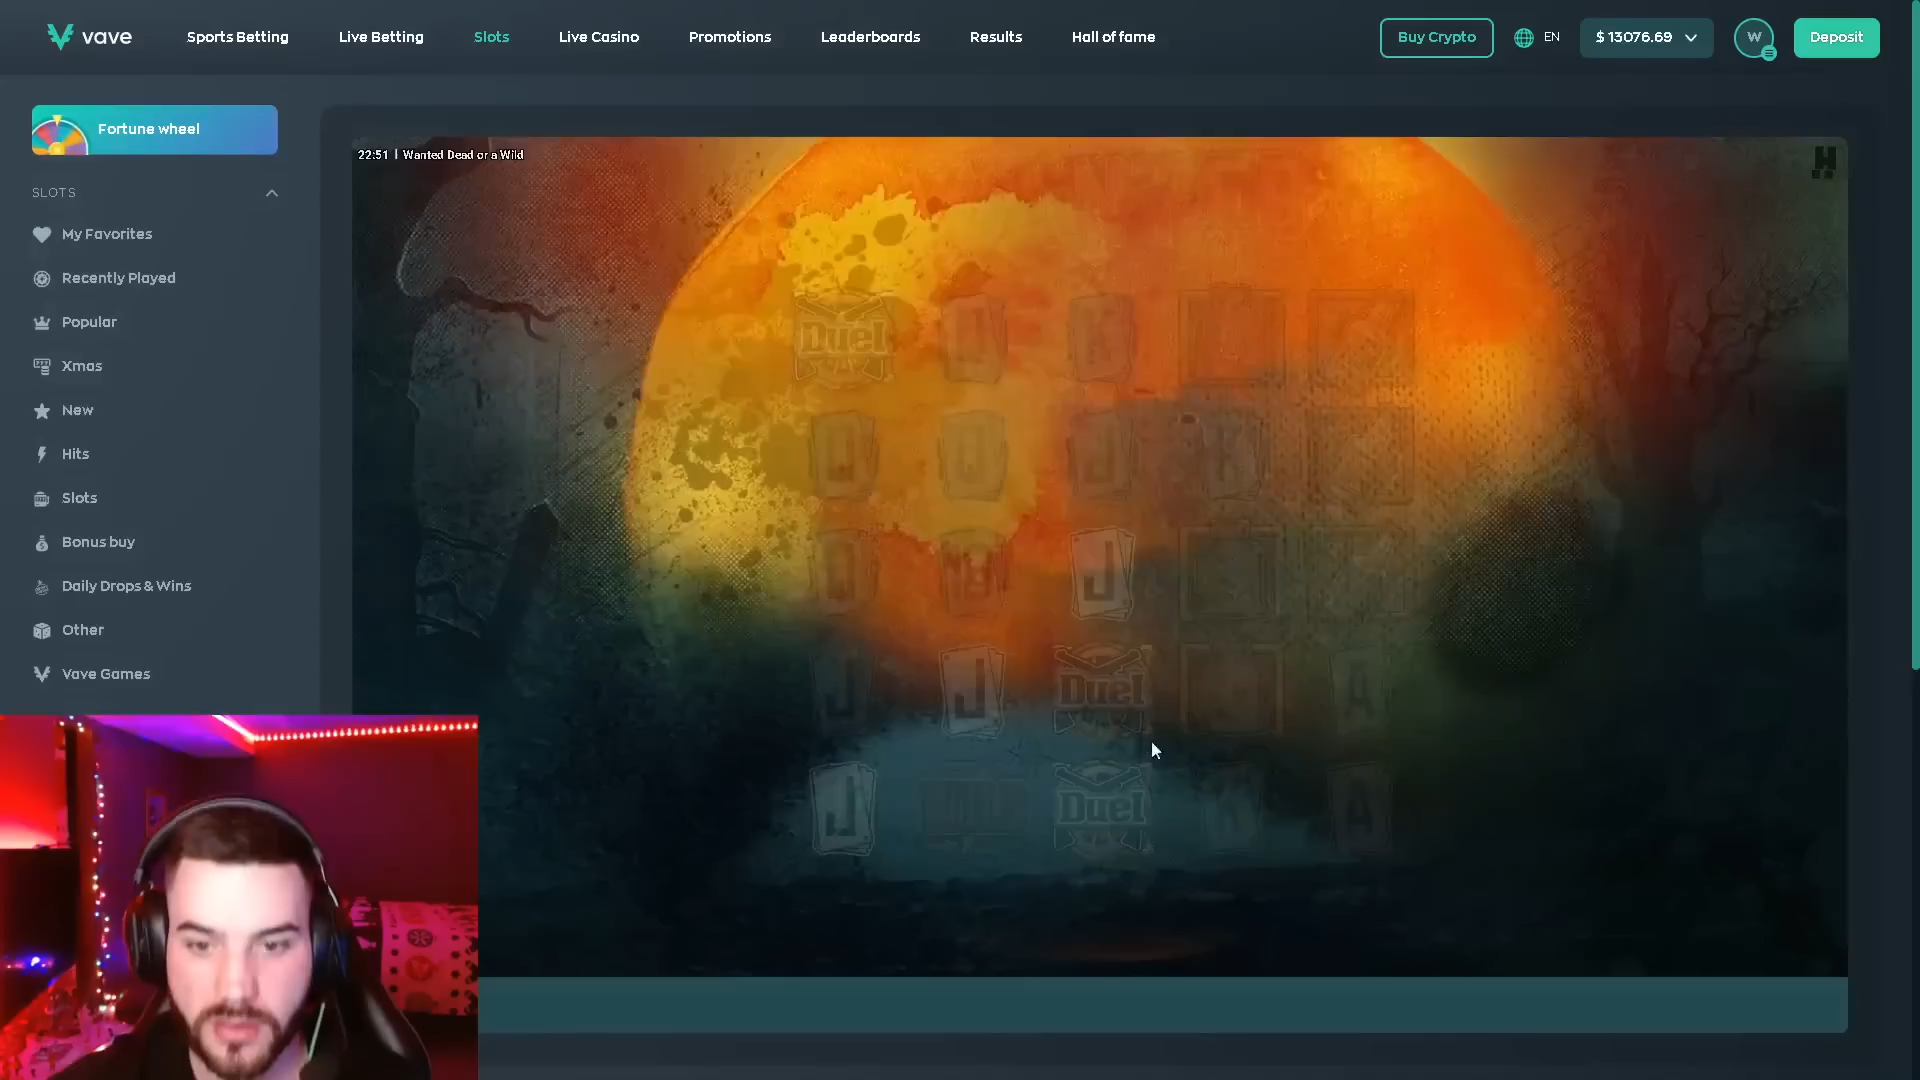 vave
Sports Betting
Live Betting
Slots
Live Casino
Promotions
Leaderboards
Results
Hall of fame
Buy Crypto
EN
$ 13076.69
W
Deposit
Fortune wheel
SLOTS
My Favorites
Recently Played
Popular
Xmas
New
Hits
Slots
Bonus buy
Daily Drops & Wins
Other
Vave Games
22:51 | Wanted Dead or a Wild
H
Duel J K
Q Q J K
J
J J Duel A
J Duel K A